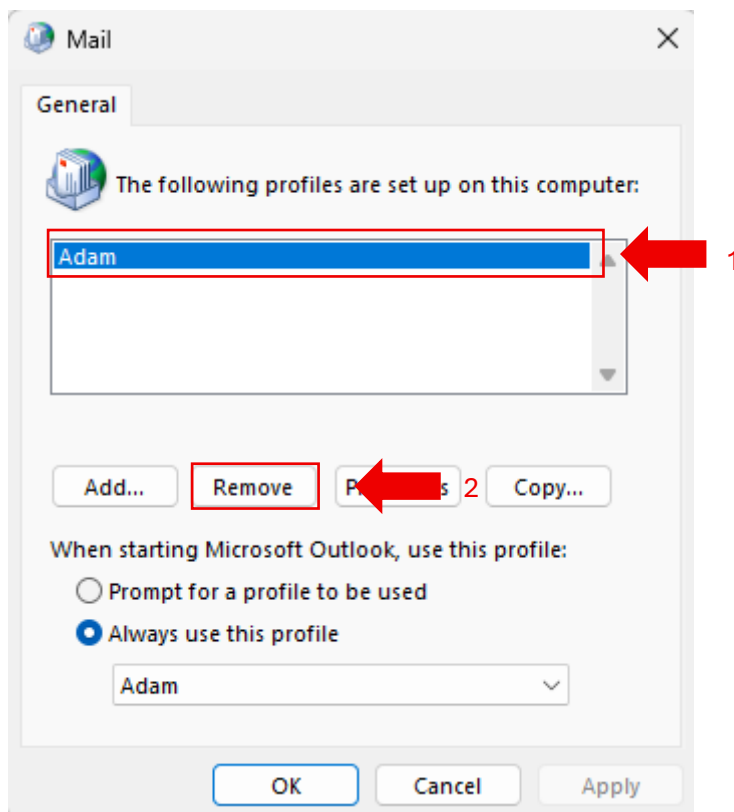 Mail
General
The following profiles are set up on this computer:
Adam
1
Add... Remove 2 Copy...
When starting Microsoft Outlook, use this profile:
Prompt for a profile to be used
Always use this profile
Adam
OK Cancel Apply